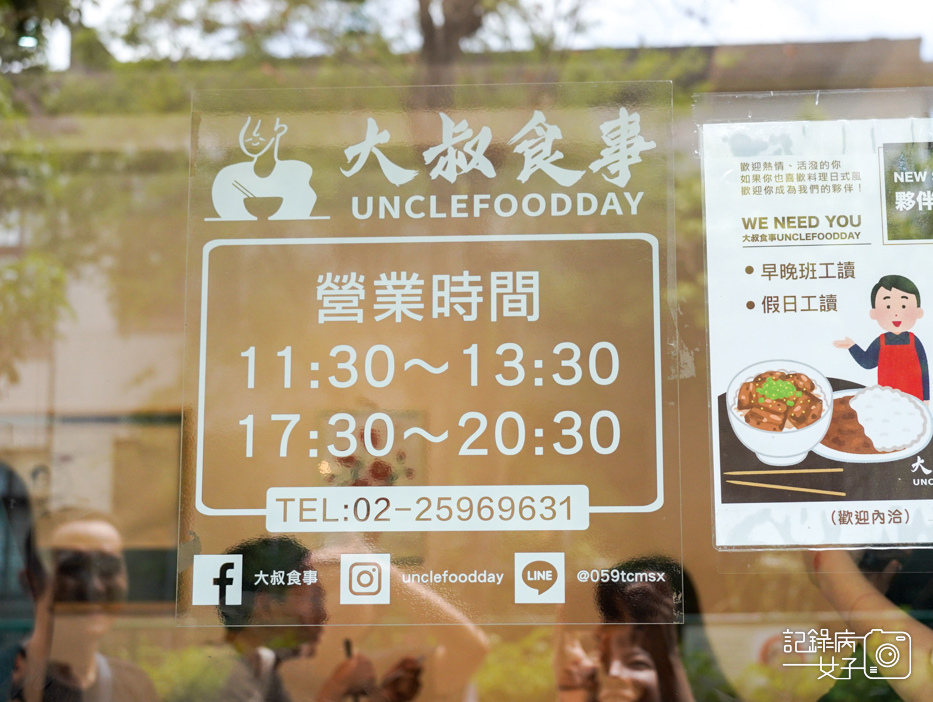 大叔食事
UNCLEFOODDAY
營業時間
11:30～13:30
17:30～20:30
TEL:02-25969631
大叔食事
unclefoodday
LINE
@059tcmsx
歡迎熱情、活潑的你
如果你也喜歡料理日式風
歡迎你成為我們的夥伴！
NEW
夥伴
WE NEED YOU
大叔食事UNCLEFOODDAY
早晚班工讀
假日工讀
大
UNC
（歡迎內洽）
記錄病
女子